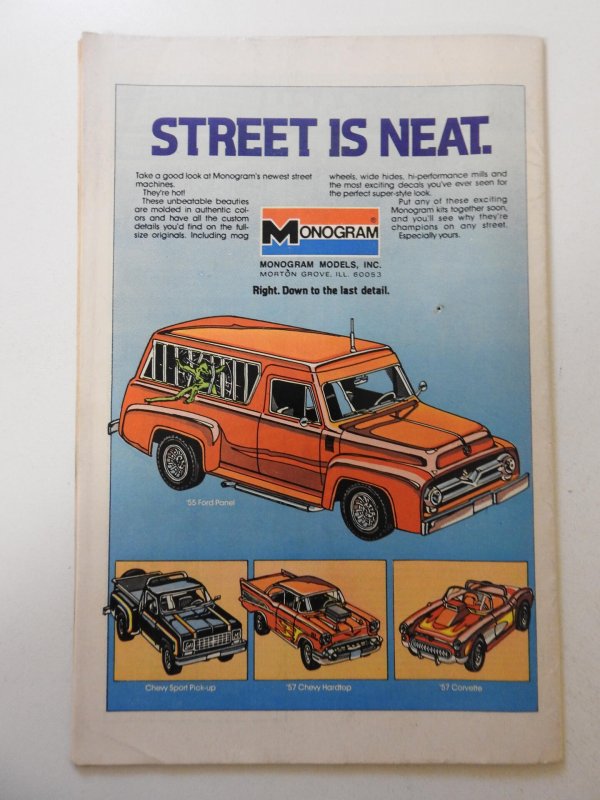 STREET IS NEAT.
Take a good look at Monogram's newest street
machines.
They're hot!
These unbeatable beauties
are molded in authentic col-
ors and have all the custom
details you'd find on the full-
size originals. Including mag
wheels, wide hides, hi-performance mills and
the most exciting decals you've ever seen for
the perfect super-style look.
Put any of these exciting
Monogram kits together soon,
and you'll see why they're
champions on any street.
Especially yours.
MONOGRAM®
MONOGRAM MODELS, INC.
MORTON GROVE, ILL. 60053
Right. Down to the last detail.
'55 Ford Panel
Chevy Sport Pick-up
'57 Chevy Hardtop
'57 Corvette